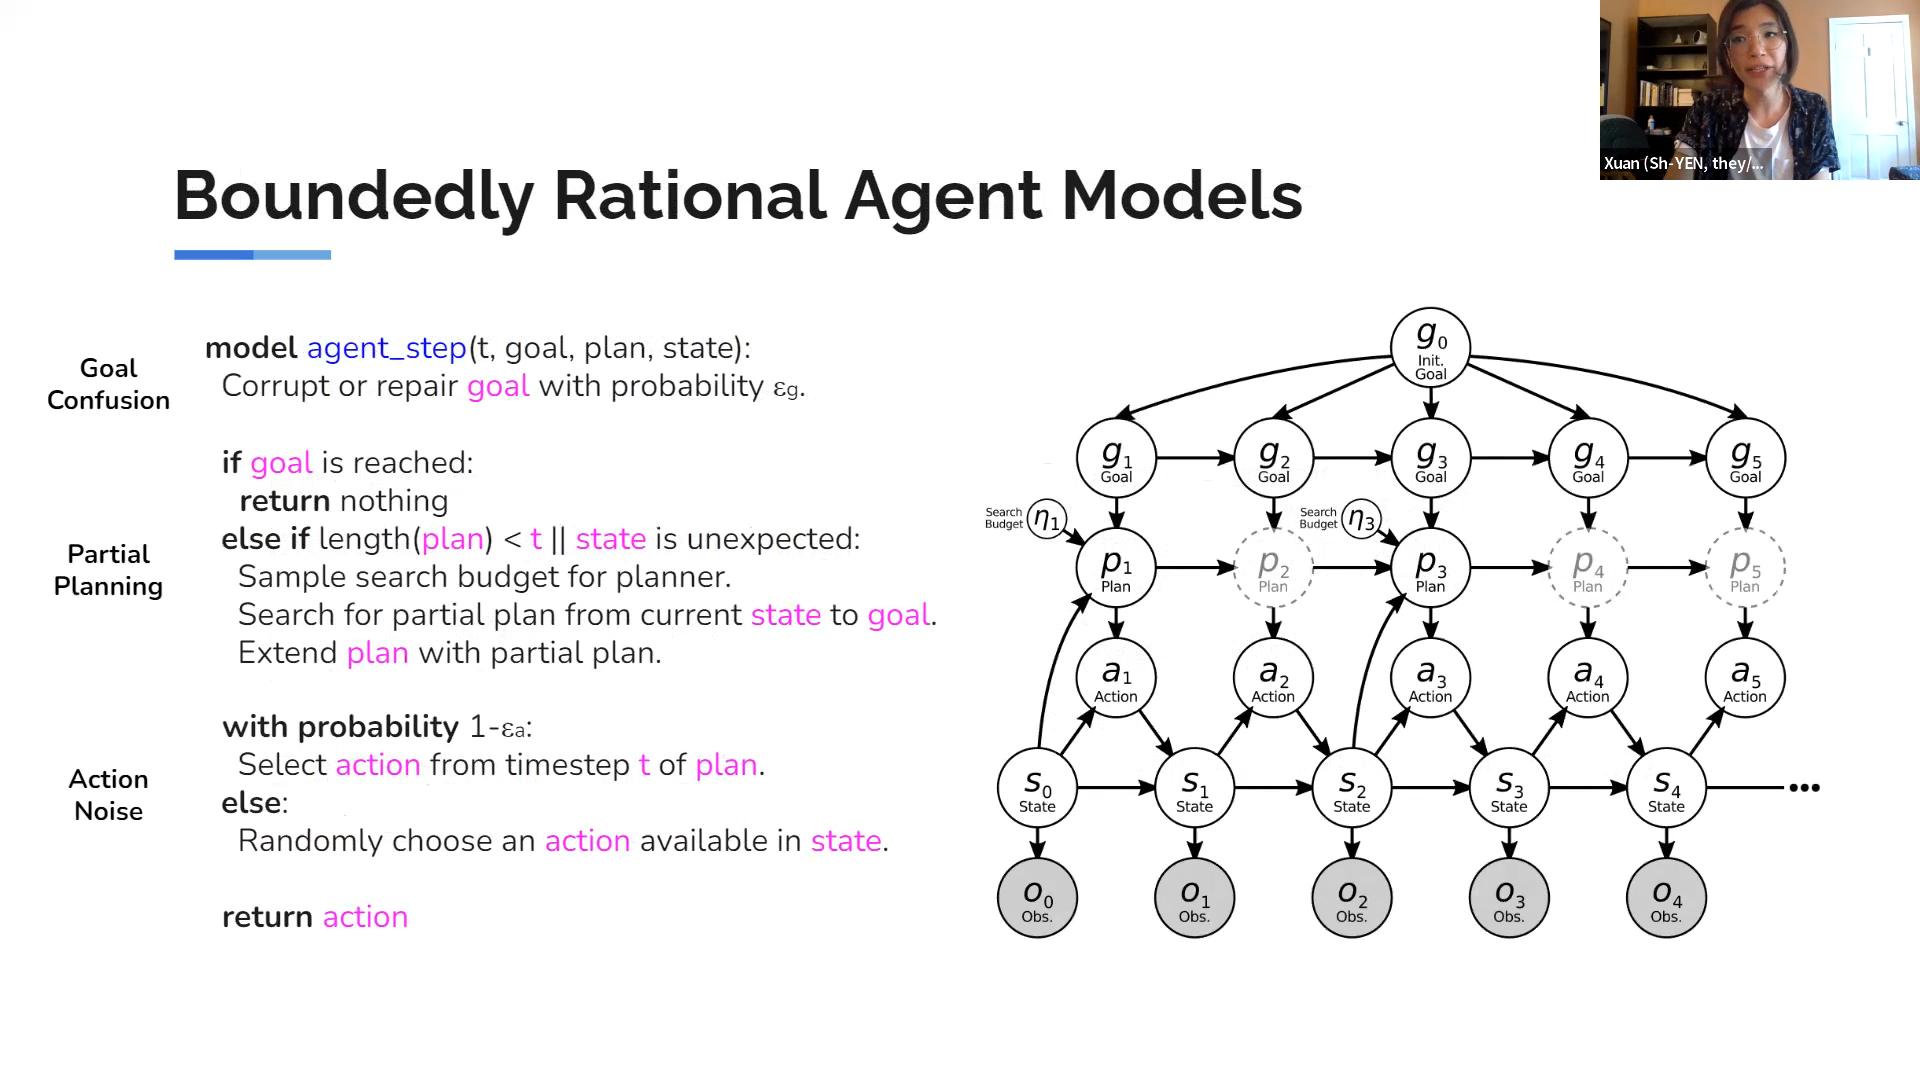 Xuan (Sh-YEN, they/...
Boundedly Rational Agent Models
Goal
Confusion
model agent_step(t, goal, plan, state):
Corrupt or repair goal with probability εg.
if goal is reached:
return nothing
Partial
Planning
else if length(plan) < t || state is unexpected:
Sample search budget for planner.
Search for partial plan from current state to goal.
Extend plan with partial plan.
Action
Noise
with probability 1-εa:
Select action from timestep t of plan.
else:
Randomly choose an action available in state.
return action
g0
Init.
Goal
g1 g2 g3 g4 g5
Goal Goal Goal Goal Goal
Search
Budget
η1
Search
Budget
η3
p1 p2 p3 p4 p5
Plan Plan Plan Plan Plan
a1 a2 a3 a4 a5
Action Action Action Action Action
s0 s1 s2 s3 s4 •••
State State State State State
o0 o1 o2 o3 o4
Obs. Obs. Obs. Obs. Obs.